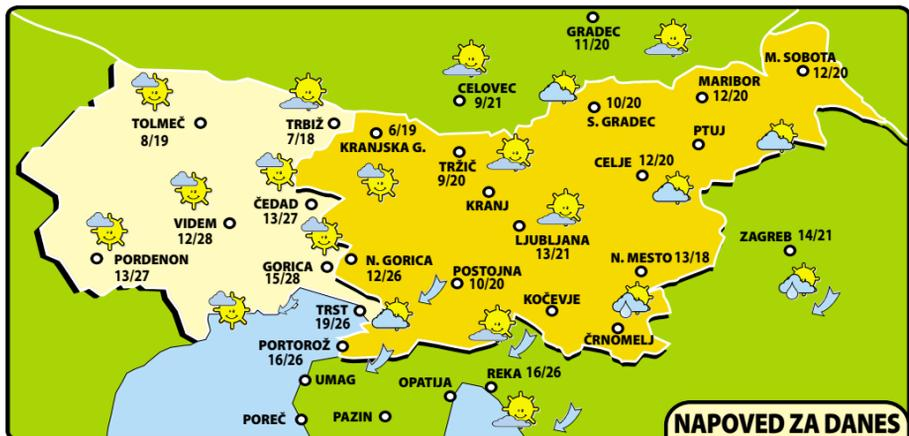 GRADEC
11/20
M. SOBOTA
12/20
CELOVEC
9/21
MARIBOR
12/20
10/20
S. GRADEC
TOLMEČ
8/19
TRBIŽ
7/18
6/19
KRANJSKA G.
TRŽIČ
9/20
PTUJ
CELJE 12/20
KRANJ
ČEDAD
13/27
VIDEM
12/28
LJUBLJANA
13/21
ZAGREB 14/21
PORDENON
13/27
GORICA
15/28
N. GORICA
12/26
POSTOJNA
10/20
N. MESTO 13/18
KOČEVJE
TRST
19/26
ČRNOMELJ
PORTOROŽ
16/26
UMAG
OPATIJA
REKA 16/26
POREČ
PAZIN
NAPOVED ZA DANES